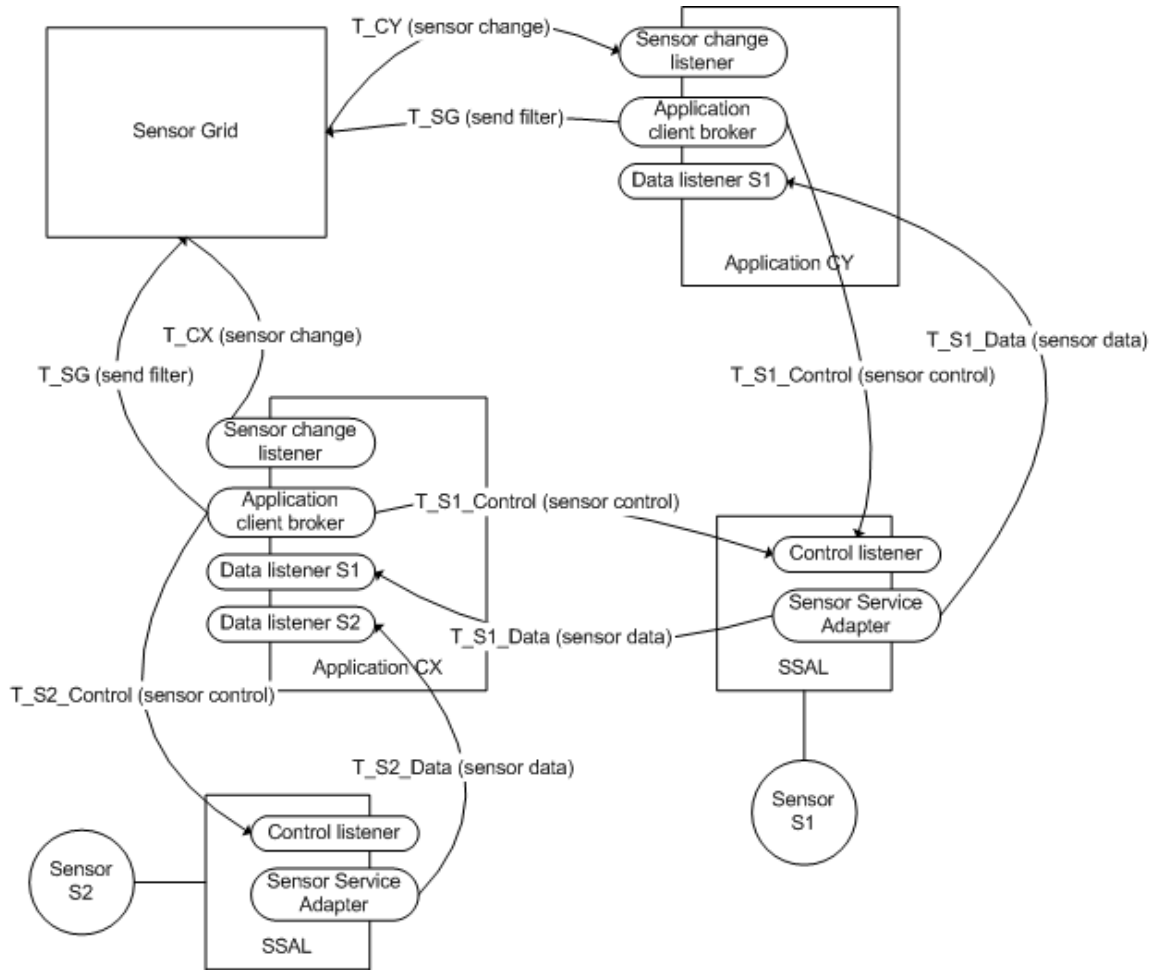 T_CY (sensor change)
Sensor change
listener
Sensor Grid
T_SG (send filter)
Application
client broker
Data listener S1
Application CY
T_CX (sensor change)
T_SG (send filter)
T_S1_Data (sensor data)
T_S1_Control (sensor control)
Sensor change
listener
Application
client broker
T_S1_Control (sensor control)
Data listener S1
Data listener S2
Application CX
Control listener
Sensor Service
Adapter
T_S1_Data (sensor data)
SSAL
T_S2_Control (sensor control)
T_S2_Data (sensor data)
Sensor
S1
Control listener
Sensor
S2
Sensor Service
Adapter
SSAL